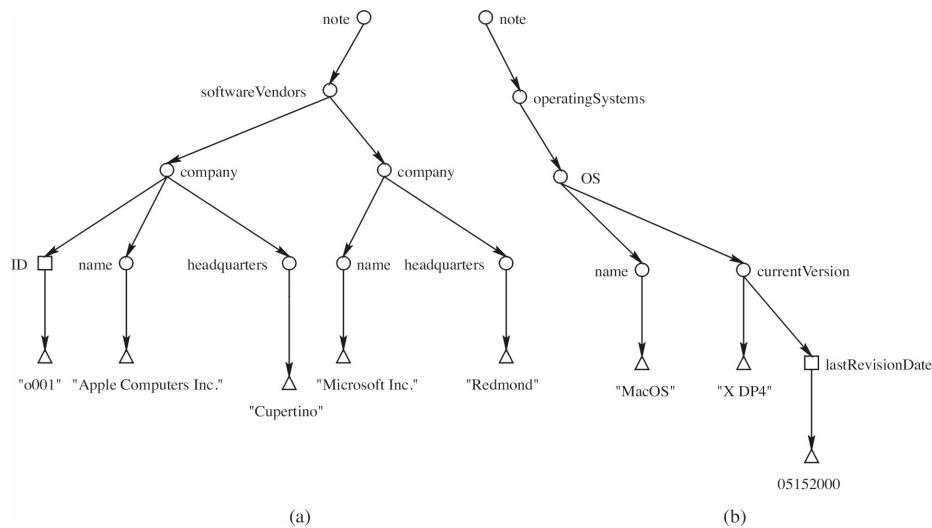 note
note
softwareVendors
operatingSystems
company
company
OS
ID
name
headquarters
name
headquarters
name
currentVersion
"o001"
"Apple Computers Inc."
"Microsoft Inc."
"Redmond"
"MacOS"
"X DP4"
lastRevisionDate
"Cupertino"
05152000
(a)
(b)